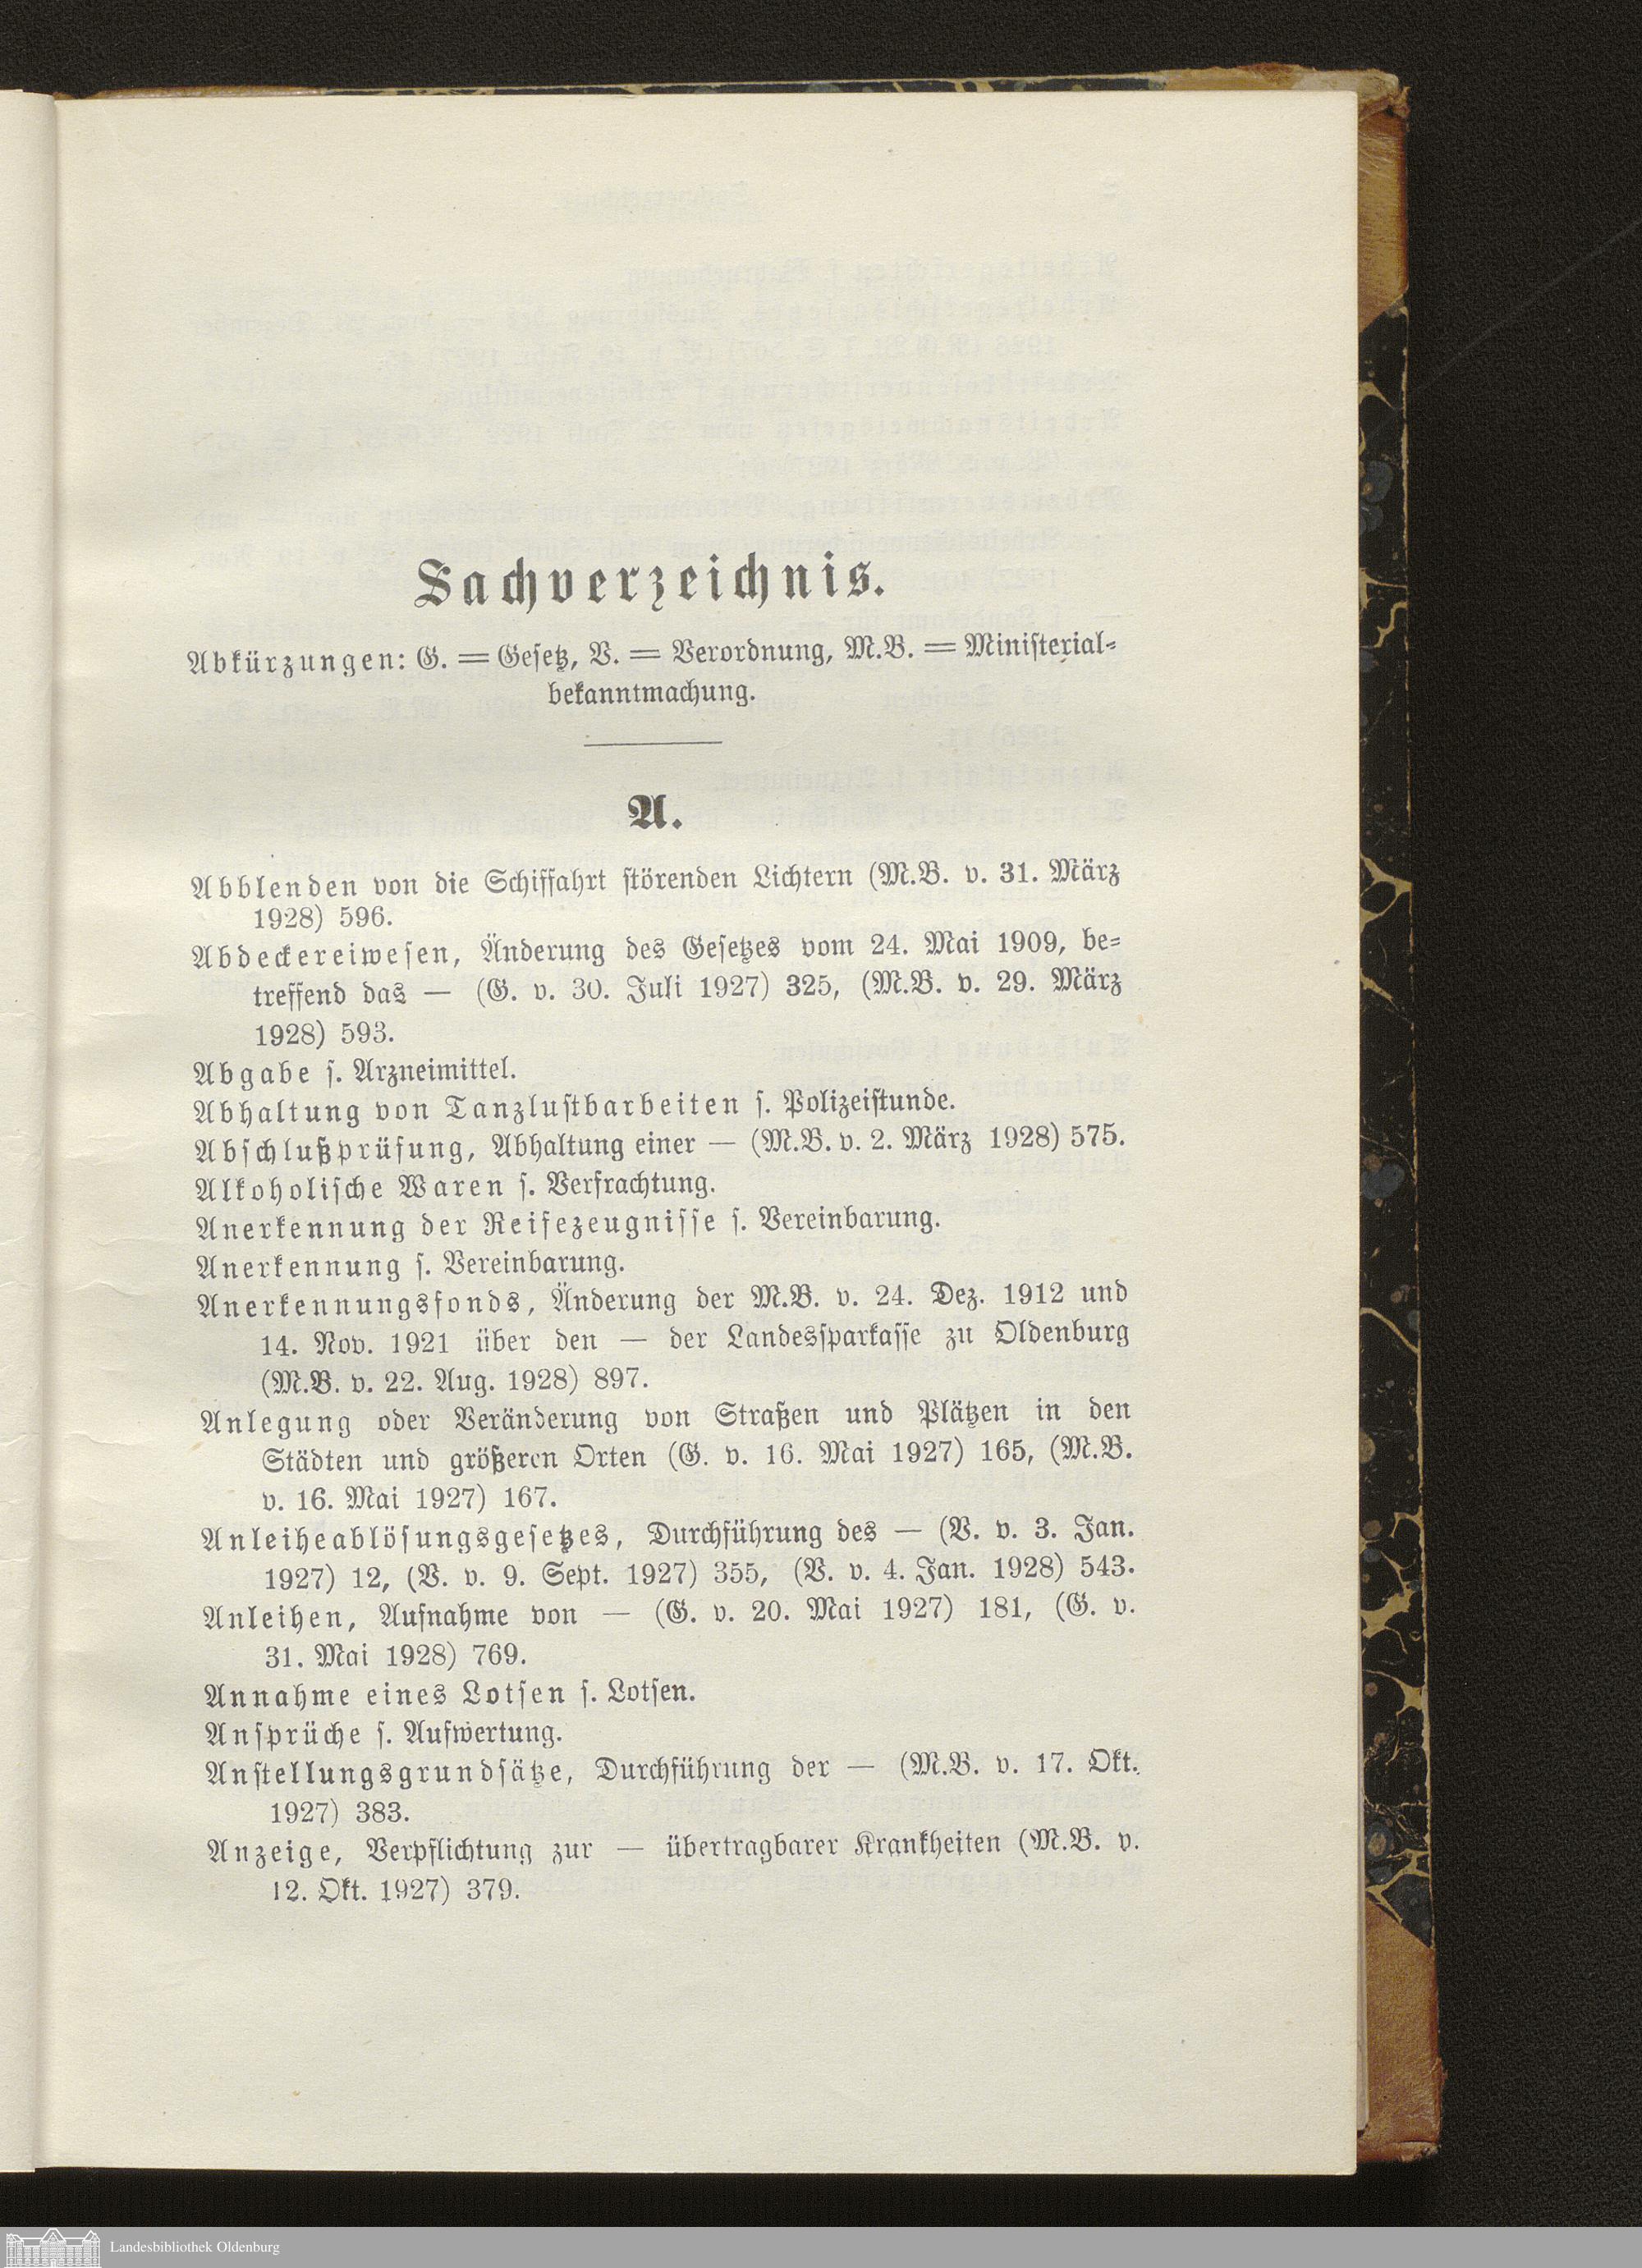 Sachverzeichnis.
Abkürzungen: G. = Gesetz, V. = Verordnung, M.B. = Ministerial-
bekanntmachung.
A.
Abblenden von die Schiffahrt störenden Lichtern (M.B. v. 31. März
1928) 596.
Abdeckereiwesen, Änderung des Gesetzes vom 24. Mai 1909, be-
treffend das — (G. v. 30. Juli 1927) 325, (M.B. v. 29. März
1928) 593.
Abgabe s. Arzneimittel.
Abhaltung von Tanzlustbarbeiten s. Polizeistunde.
Abschlußprüfung, Abhaltung einer — (M.B. v. 2. März 1928) 575.
Alkoholische Waren s. Verfrachtung.
Anerkennung der Reifezeugnisse s. Vereinbarung.
Anerkennung s. Vereinbarung.
Anerkennungsfonds, Änderung der M.B. v. 24. Dez. 1912 und
14. Nov. 1921 über den — der Landessparkasse zu Oldenburg
(M.B. v. 22. Aug. 1928) 897.
Anlegung oder Veränderung von Straßen und Plätzen in den
Städten und größeren Orten (G. v. 16. Mai 1927) 165, (M.B.
v. 16. Mai 1927) 167.
Anleiheablösungsgesetzes, Durchführung des — (V. v. 3. Jan.
1927) 12, (V. v. 9. Sept. 1927) 355, (V. v. 4. Jan. 1928) 543.
Anleihen, Aufnahme von — (G. v. 20. Mai 1927) 181, (G. v.
31. Mai 1928) 769.
Annahme eines Lotsen s. Lotsen.
Ansprüche s. Aufwertung.
Anstellungsgrundsätze, Durchführung der — (M.B. v. 17. Okt.
1927) 383.
Anzeige, Verpflichtung zur — übertragbarer Krankheiten (M.B. v.
12. Okt. 1927) 379.
Landesbibliothek Oldenburg